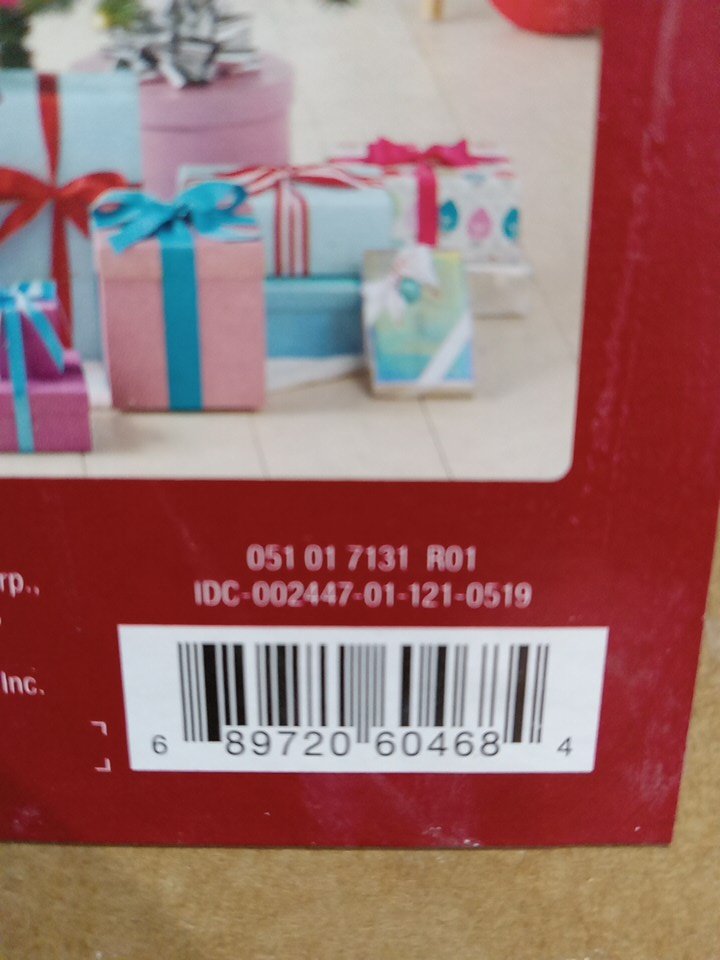 051 01 7131 R01
rp.,
IDC-002447-01-121-0519
Inc.
6 89720 60468 4